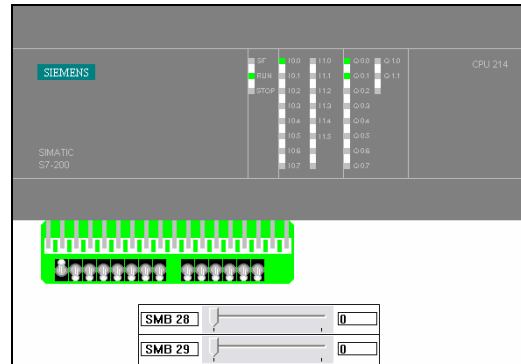 SF I0.0 I1.0 Q0.0 Q1.0 CPU 214
SIEMENS RUN I0.1 I1.1 Q0.1 Q1.1
STOP I0.2 I1.2 Q0.2
I0.3 I1.3 Q0.3
I0.4 I1.4 Q0.4
I0.5 I1.5 Q0.5
SIMATIC I0.6 Q0.6
S7-200 I0.7 Q0.7
SMB 28 0
SMB 29 0